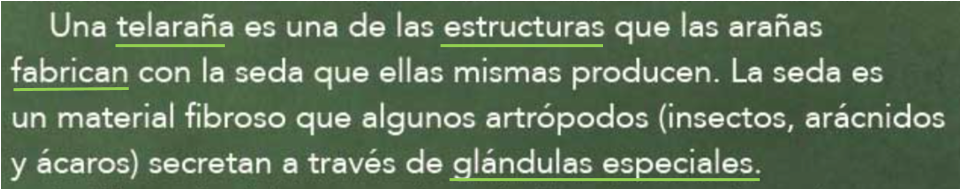 Una telaraña es una de las estructuras que las arañas
fabrican con la seda que ellas mismas producen. La seda es
un material fibroso que algunos artrópodos (insectos, arácnidos
y ácaros) secretan a través de glándulas especiales.